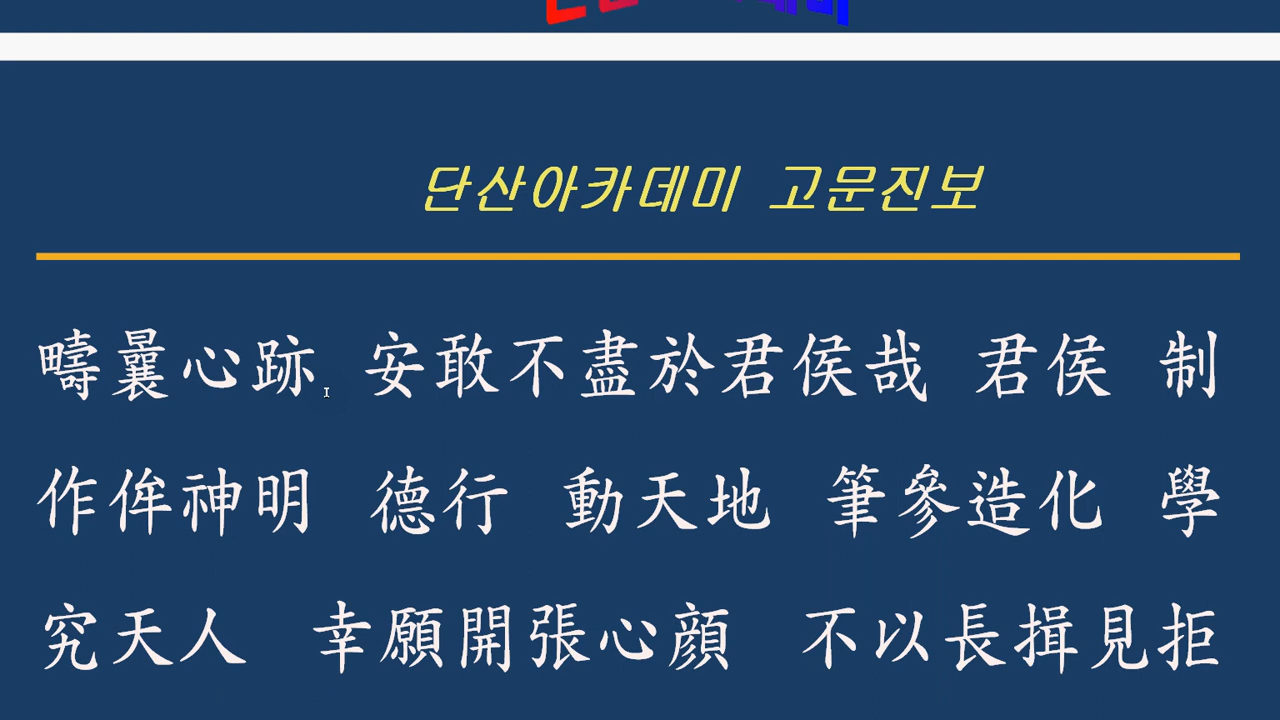 단산아카데미 고문진보
疇曩心跡, 安敢不盡於君侯哉 君侯 制
作侔神明 德行 動天地 筆參造化 學
究天人 幸願開張心顔 不以長揖見拒